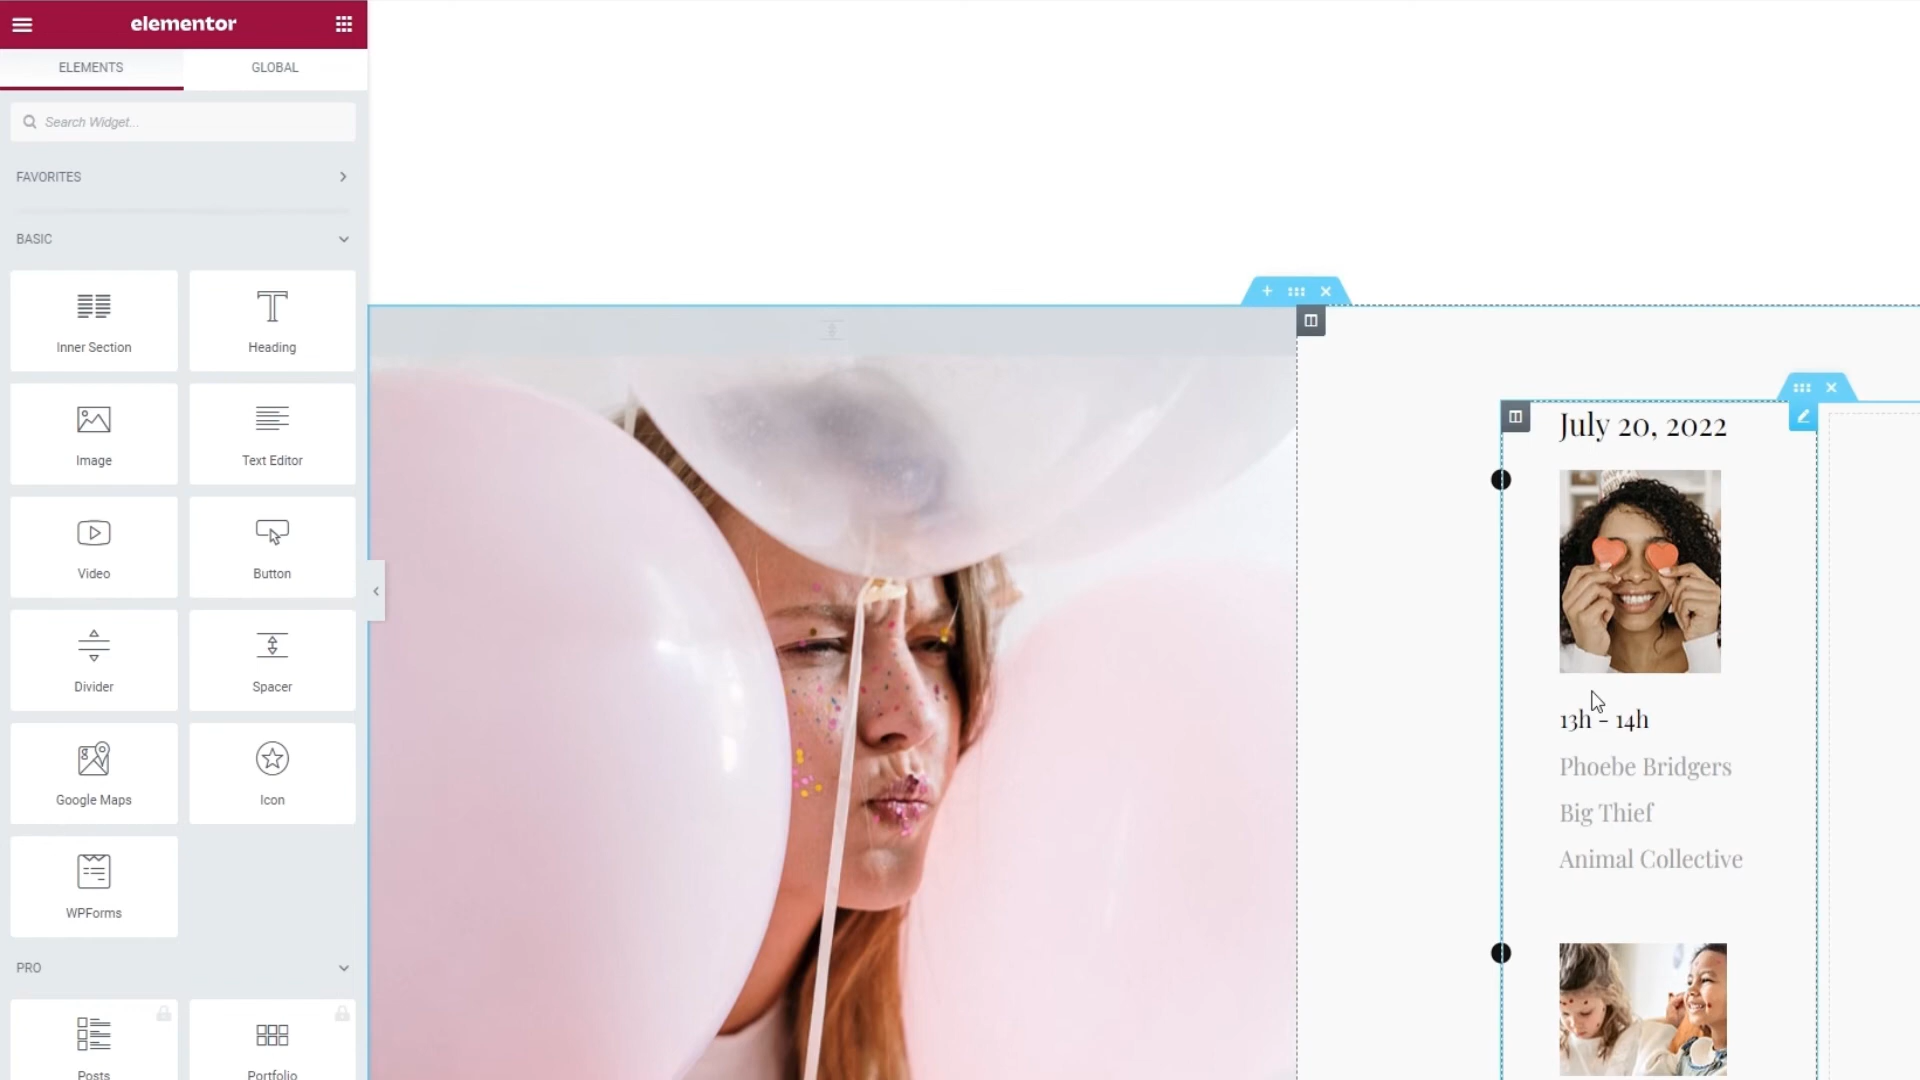 elementor
ELEMENTS
GLOBAL
Search Widget...
FAVORITES
BASIC
Inner Section
Heading
Image
Text Editor
Video
Button
Divider
Spacer
Google Maps
Icon
WPForms
PRO
Posts
Portfolio
July 20, 2022
13h - 14h
Phoebe Bridgers
Big Thief
Animal Collective